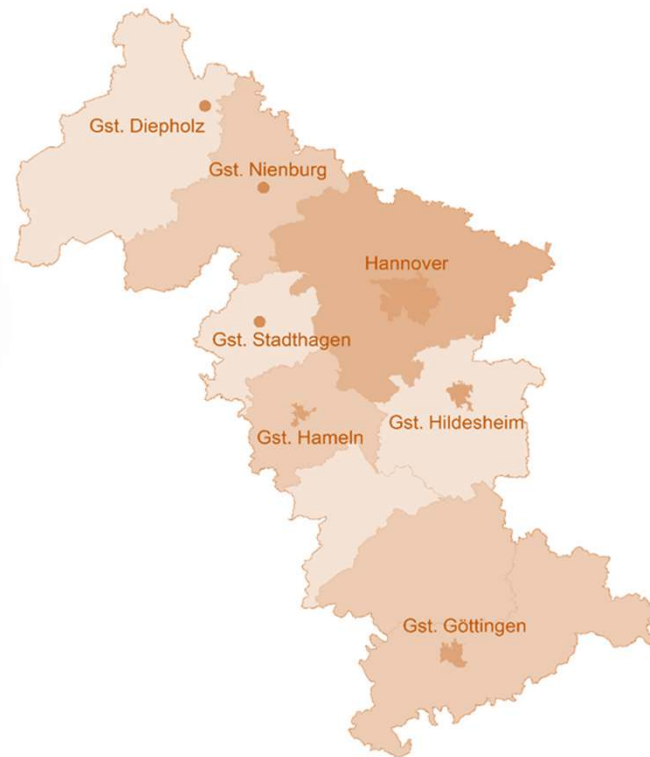 Gst. Diepholz
Gst. Nienburg
Hannover
Gst. Stadthagen
Gst. Hildesheim
Gst. Hameln
Gst. Göttingen